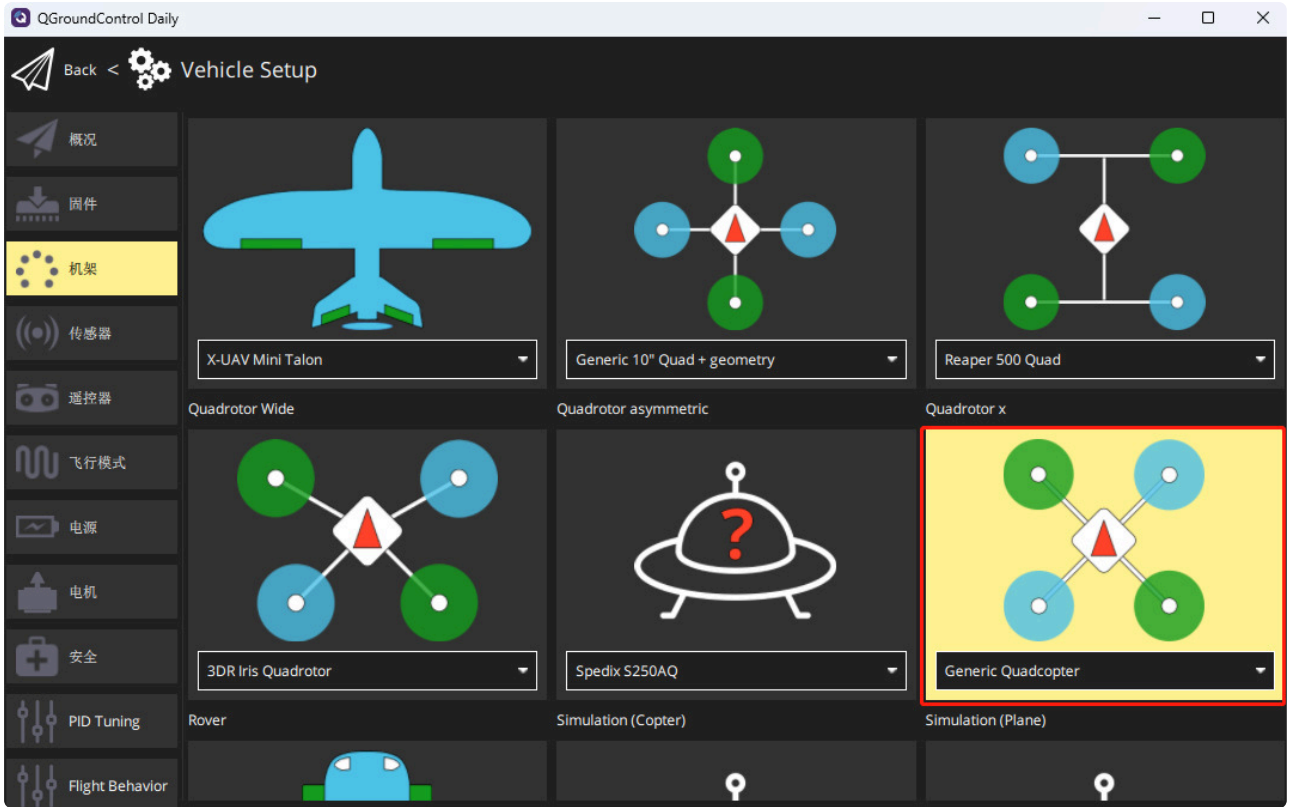 QGroundControl Daily
Back < Vehicle Setup
概况
固件
机架
传感器
遥控器
飞行模式
电源
电机
安全
PID Tuning
Flight Behavior
X-UAV Mini Talon
Generic 10" Quad + geometry
Reaper 500 Quad
Quadrotor Wide
Quadrotor asymmetric
Quadrotor x
?
3DR Iris Quadrotor
Spedix S250AQ
Generic Quadcopter
Rover
Simulation (Copter)
Simulation (Plane)